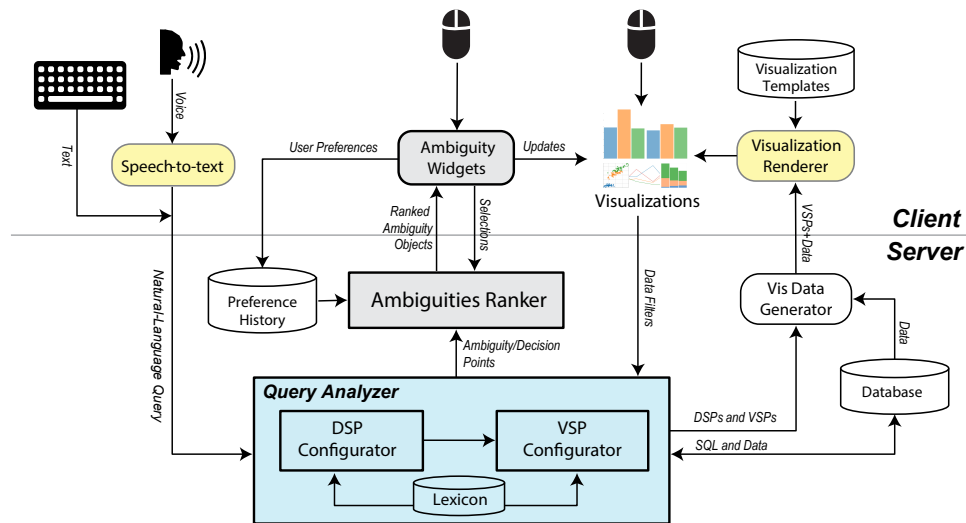 Visualization
Templates
Voice
Text
Speech-to-text
User Preferences
Ambiguity
Widgets
Updates
Visualization
Renderer
Visualizations
Ranked
Ambiguity
Objects
Selections
VSPs+Data
Client
Server
Natural-Language Query
Preference
History
Ambiguities Ranker
Data Filters
Vis Data
Generator
Data
Ambiguity/Decision
Points
Database
Query Analyzer
DSP
Configurator
VSP
Configurator
DSPs and VSPs
SQL and Data
Lexicon